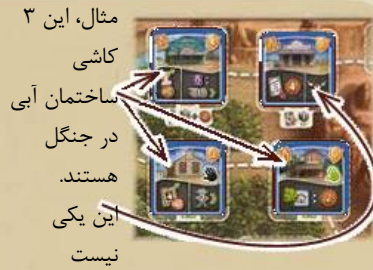 مثال، این ۳
کاشی
ساختمان آبی
در جنگل
هستند.
این یکی
نیست